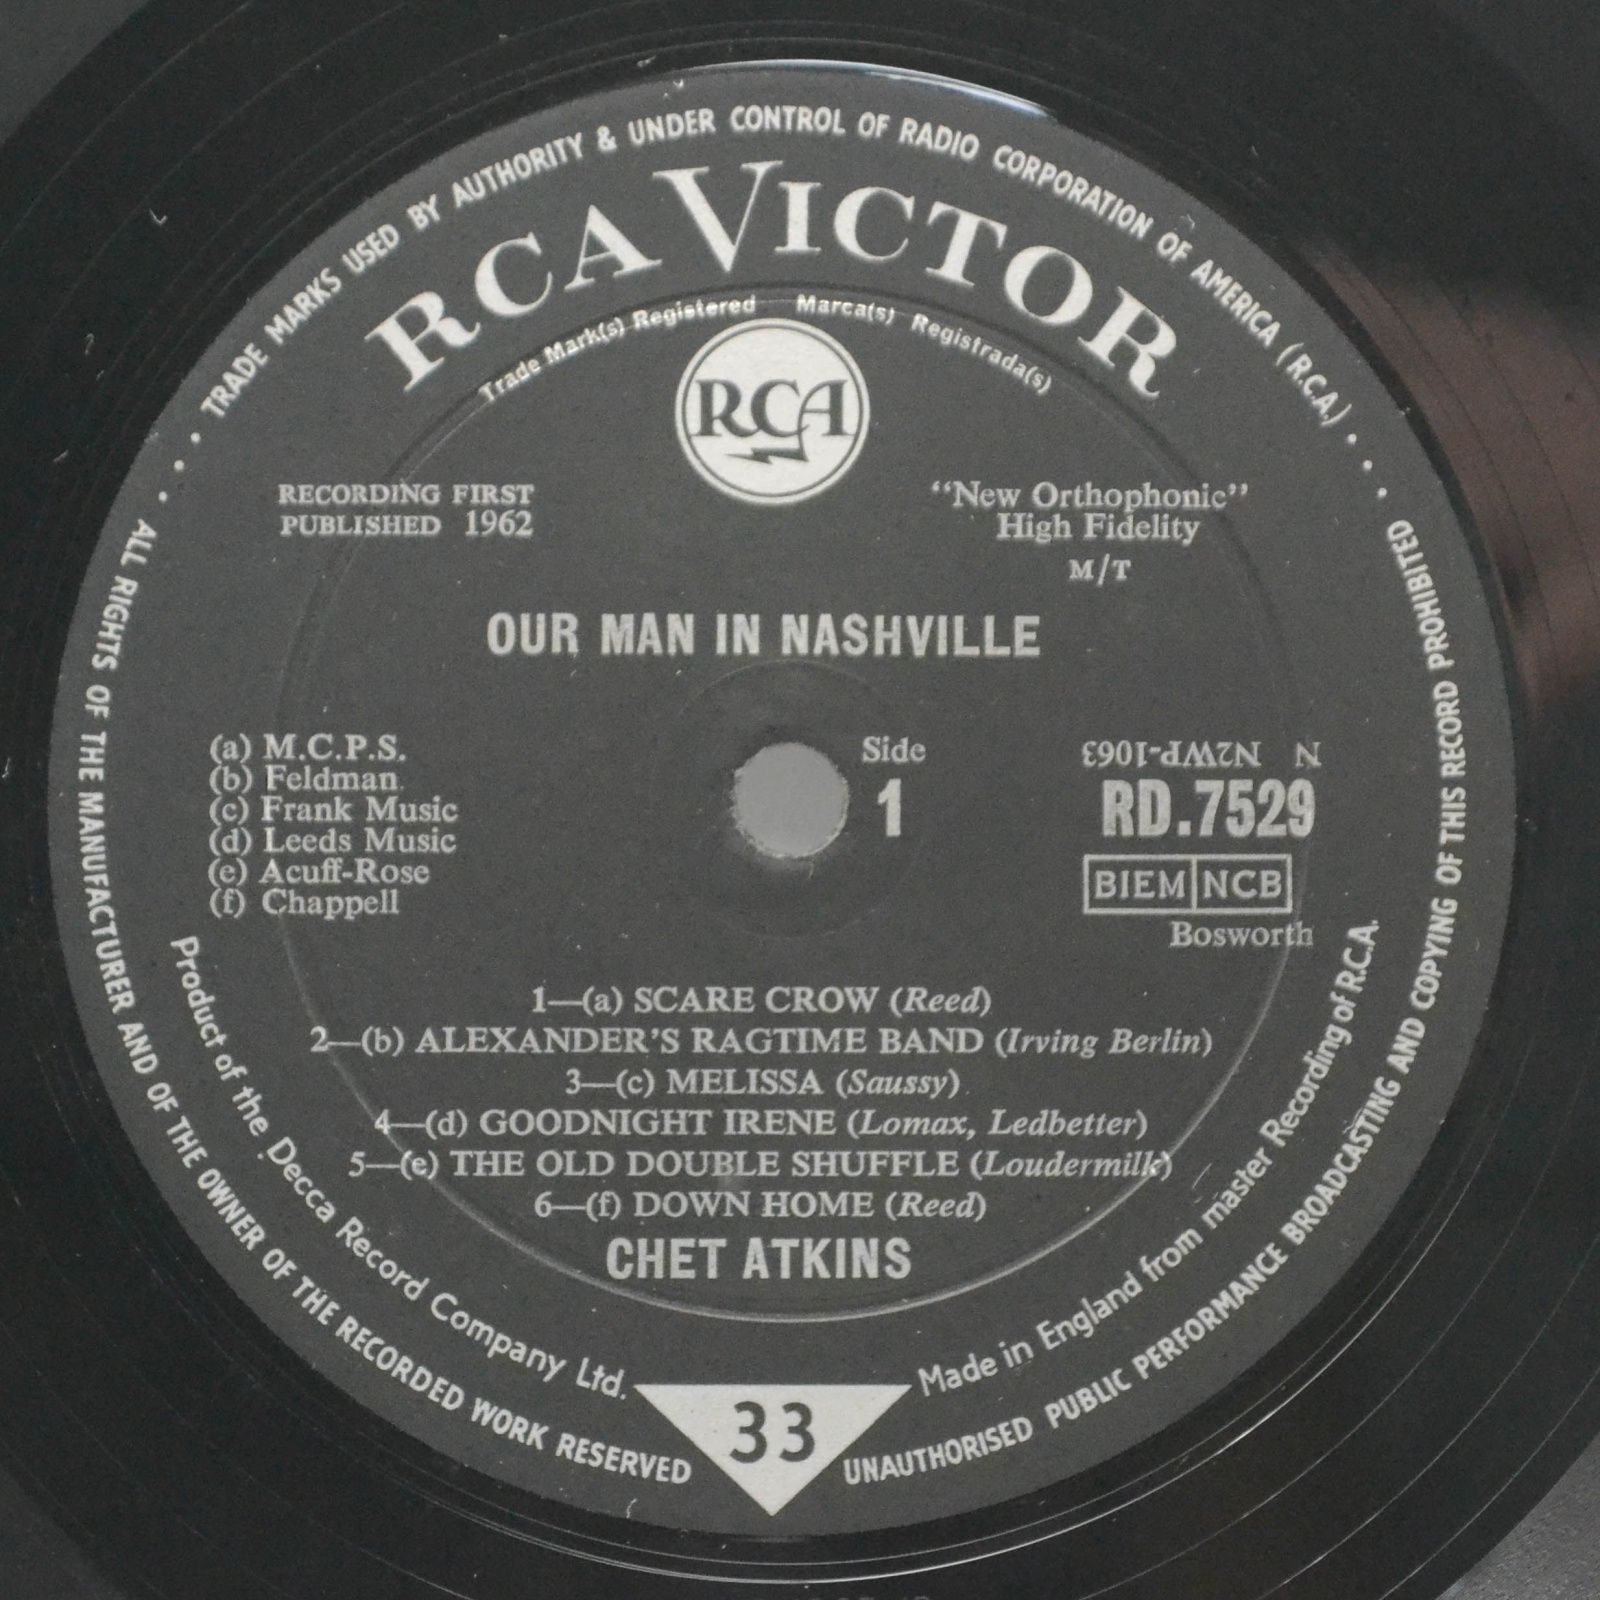 TRADE MARKS USED BY AUTHORITY & UNDER CONTROL OF RADIO CORPORATION OF AMERICA (R.C.A.)
RCA VICTOR
Trade Mark(s) Registered Marca(s) Registrada(s)
RCA
RECORDING FIRST
PUBLISHED 1962
"New Orthophonic"
High Fidelity
M/T
OUR MAN IN NASHVILLE
(a) M.C.P.S.
(b) Feldman
(c) Frank Music
(d) Leeds Music
(e) Acuff-Rose
(f) Chappell
Side
1
N N2WP-1063
RD.7529
BIEM NCB
Bosworth
1—(a) SCARE CROW (Reed)
2—(b) ALEXANDER'S RAGTIME BAND (Irving Berlin)
3—(c) MELISSA (Saussy)
4—(d) GOODNIGHT IRENE (Lomax, Ledbetter)
5—(e) THE OLD DOUBLE SHUFFLE (Loudermilk)
6—(f) DOWN HOME (Reed)
CHET ATKINS
Product of the Decca Record Company Ltd.
Made in England from master Recording of R.C.A.
33
ALL RIGHTS OF THE MANUFACTURER AND OF THE OWNER OF THE RECORDED WORK RESERVED
UNAUTHORISED PUBLIC PERFORMANCE BROADCASTING AND COPYING OF THIS RECORD PROHIBITED